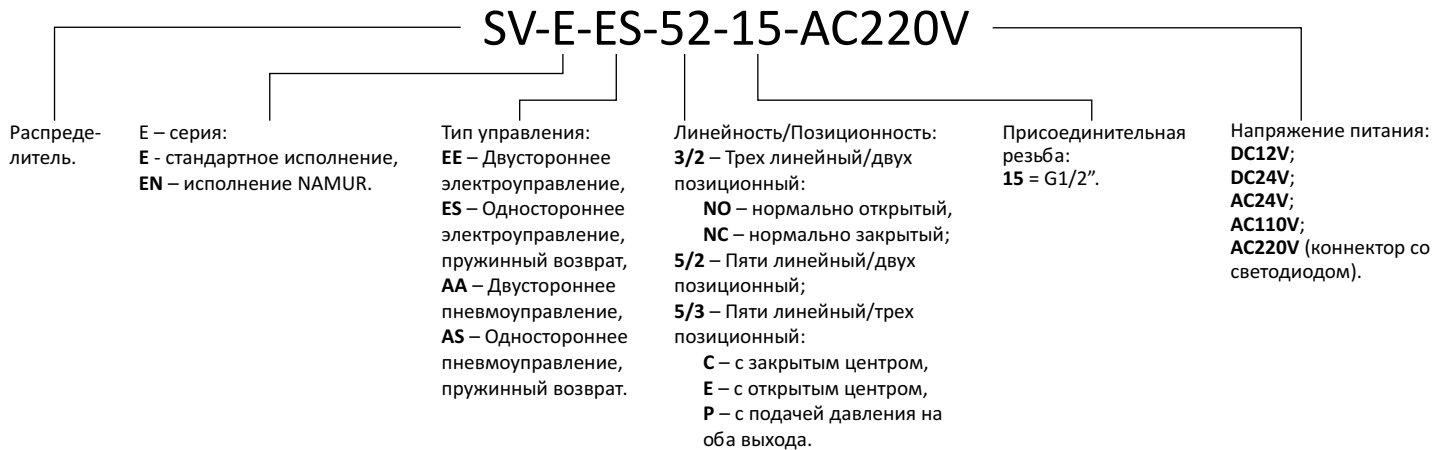 SV-E-ES-52-15-AC220V
Распреде-
литель.
E – серия:
E - стандартное исполнение,
EN – исполнение NAMUR.
Тип управления:
EE – Двустороннее
электроуправление,
ES – Одностороннее
электроуправление,
пружинный возврат,
AA – Двустороннее
пневмоуправление,
AS – Одностороннее
пневмоуправление,
пружинный возврат.
Линейность/Позиционность:
3/2 – Трех линейный/двух
позиционный:
NO – нормально открытый,
NC – нормально закрытый;
5/2 – Пяти линейный/двух
позиционный;
5/3 – Пяти линейный/трех
позиционный:
C – с закрытым центром,
E – с открытым центром,
P – с подачей давления на
оба выхода.
Присоединительная
резьба:
15 = G1/2”.
Напряжение питания:
DC12V;
DC24V;
AC24V;
AC110V;
AC220V (коннектор со
светодиодом).